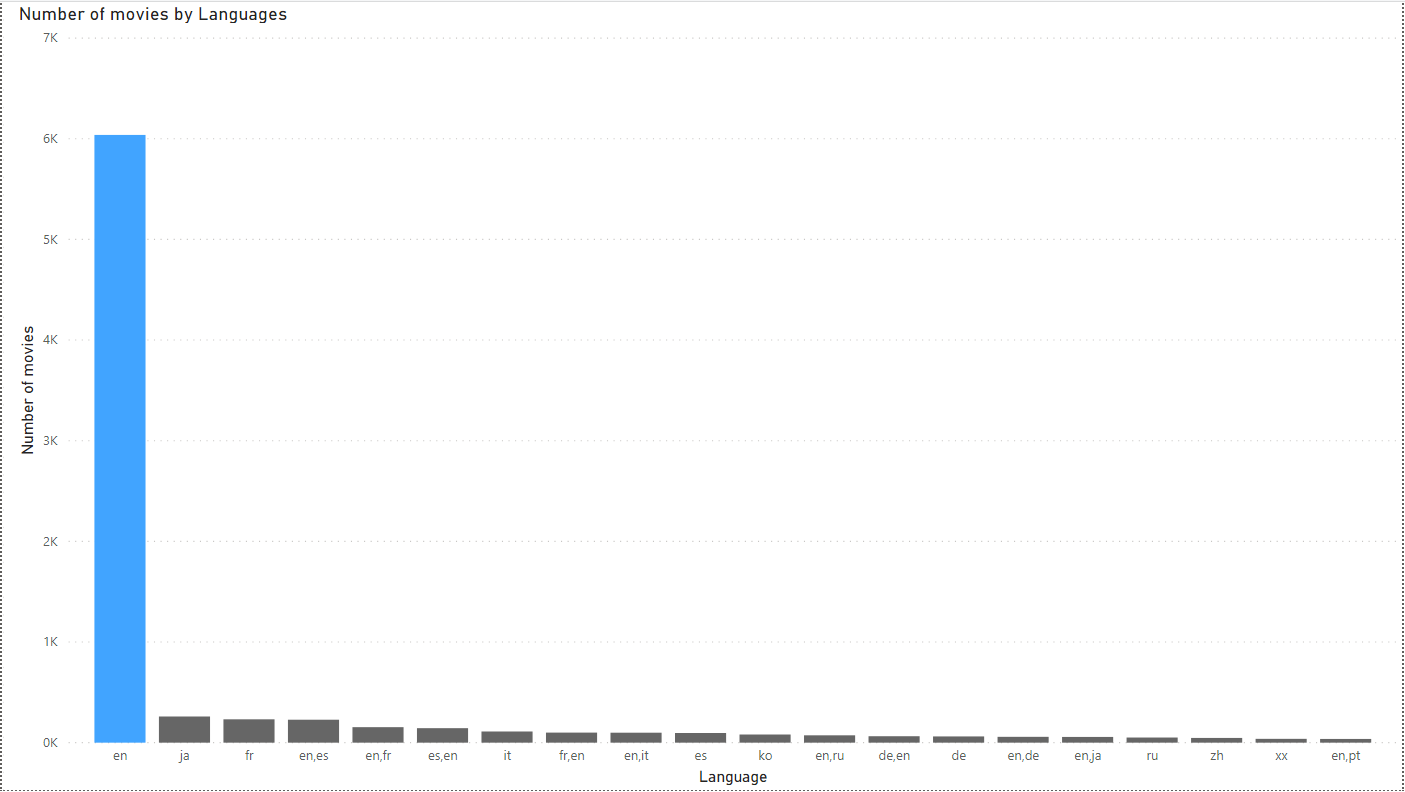 Number of movies by Languages
7K
6K
5K
4K
3K
2K
1K
0K
Number of movies
en ja fr en,es en,fr es,en it fr,en en,it es ko en,ru de,en de en,de en,ja ru zh xx en,pt
Language